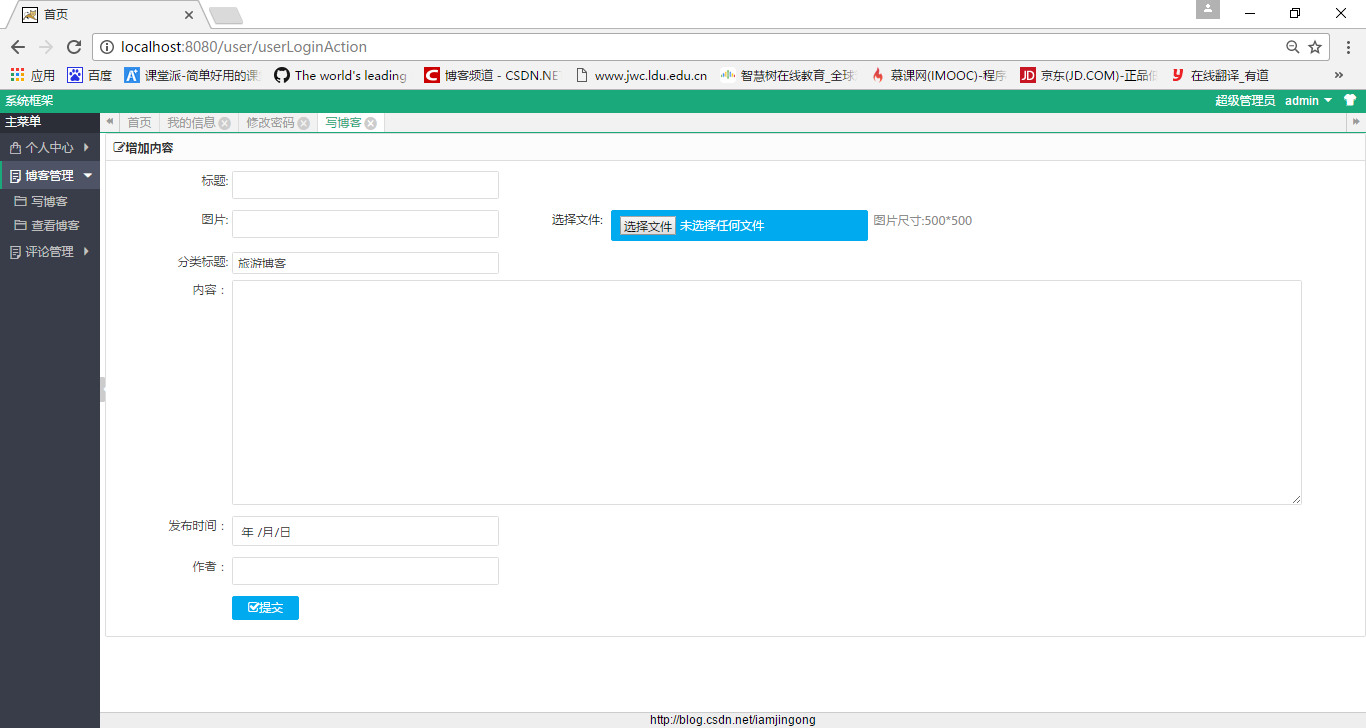 首页
localhost:8080/user/userLoginAction
应用 百度 课堂派-简单好用的课 The world's leading 博客频道 - CSDN.NE www.jwc.ldu.edu.cn 智慧树在线教育_全球 慕课网(IMOOC)-程序 京东(JD.COM)-正品低 在线翻译_有道 »
系统框架 超级管理员 admin
主菜单 首页 我的信息 修改密码 写博客
增加内容
个人中心
博客管理
写博客
查看博客
评论管理
标题:
图片: 选择文件: 选择文件 未选择任何文件 图片尺寸:500*500
分类标题: 旅游博客
内容：
发布时间： 年 /月/日
作者：
提交
http://blog.csdn.net/iamjingong